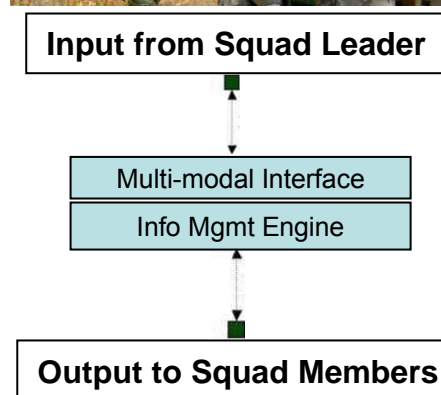 Input from Squad Leader
Multi-modal Interface
Info Mgmt Engine
Output to Squad Members